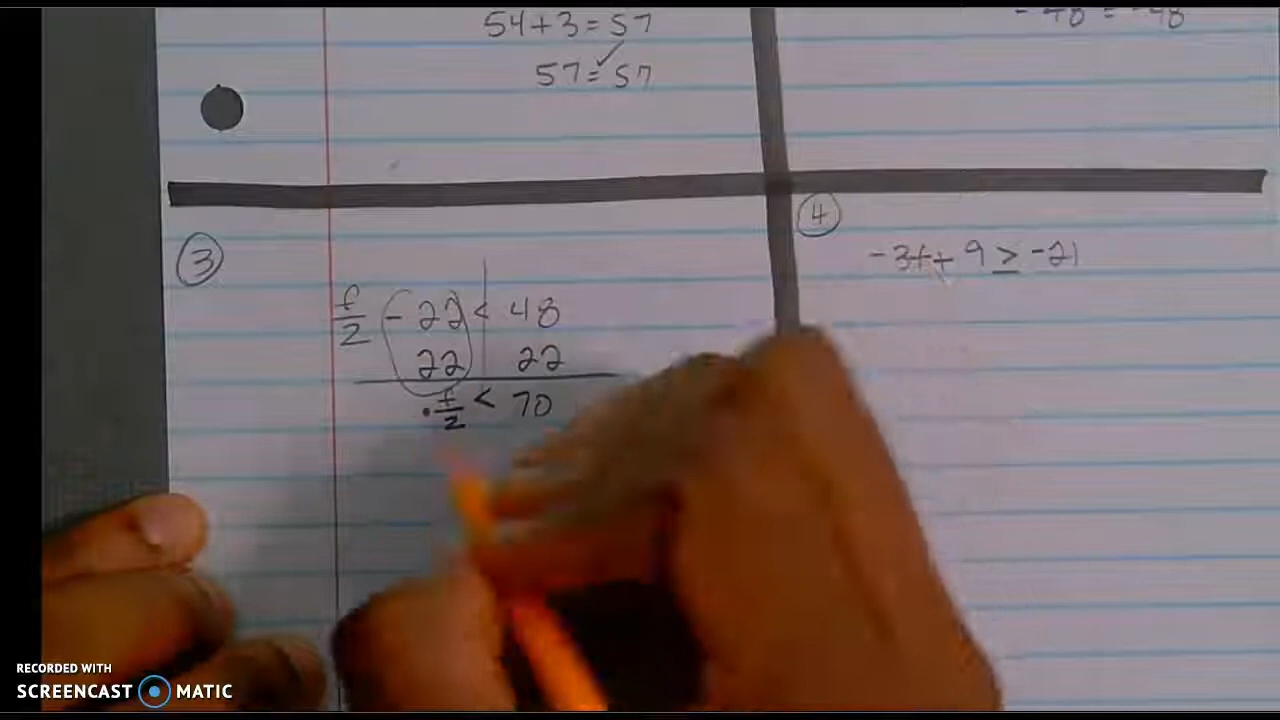 54+3=57
57=57
③
f/2 -22 < 48
22 22
f/2 < 70
④
-3f+ 9 ≥ -21
RECORDED WITH
SCREENCAST MATIC